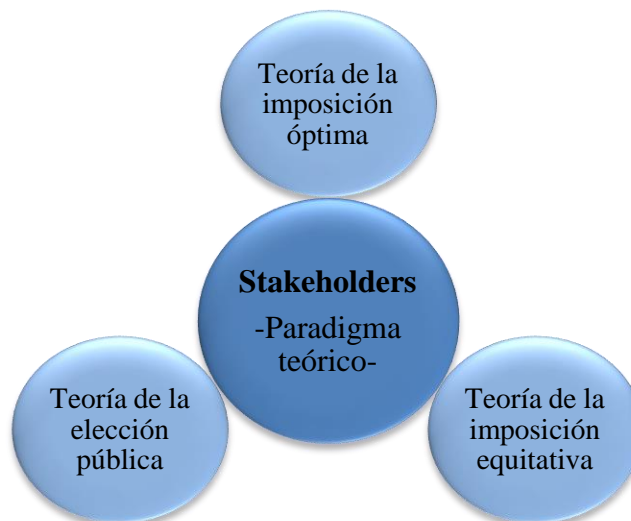 Teoría de la
imposición
óptima
Stakeholders
-Paradigma
teórico-
Teoría de la
elección
pública
Teoría de la
imposición
equitativa